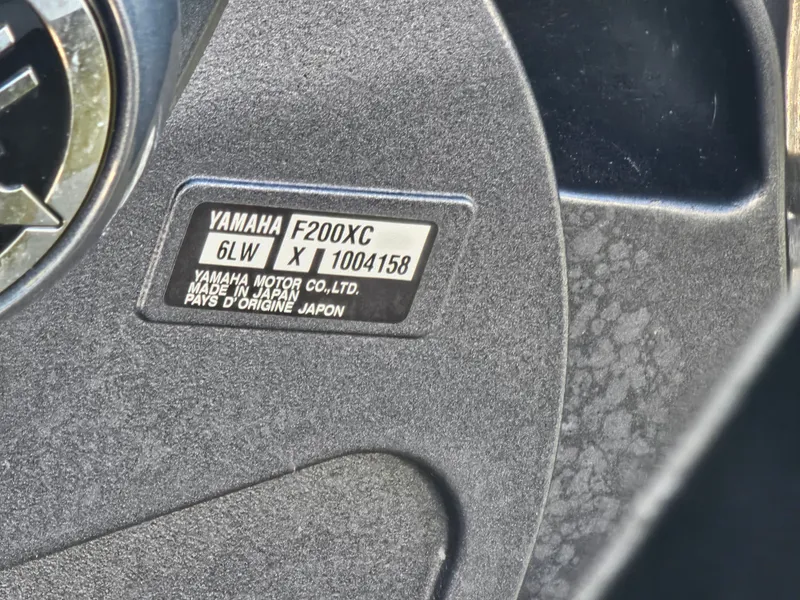 YAMAHA F200XC
6LW X 1004158
YAMAHA MOTOR CO.,LTD.
MADE IN JAPAN
PAYS D'ORIGINE JAPON